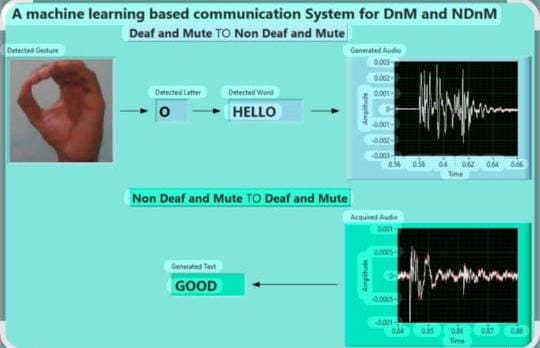 A machine learning based communication System for DnM and NDnM
Deaf and Mute TO Non Deaf and Mute
Detected Gesture
Detected Letter
O
Detected Word
HELLO
Generated Audio
Amplitude
0.003
0.002
0.001
0
-0.001
-0.002
-0.003
0.56 0.58 0.6 0.62 0.64 0.66
Time
Non Deaf and Mute TO Deaf and Mute
Generated Text
GOOD
Acquired Audio
Amplitude
0.001
0.0005
0
-0.0005
-0.001
0.84 0.85 0.86 0.87 0.88
Time